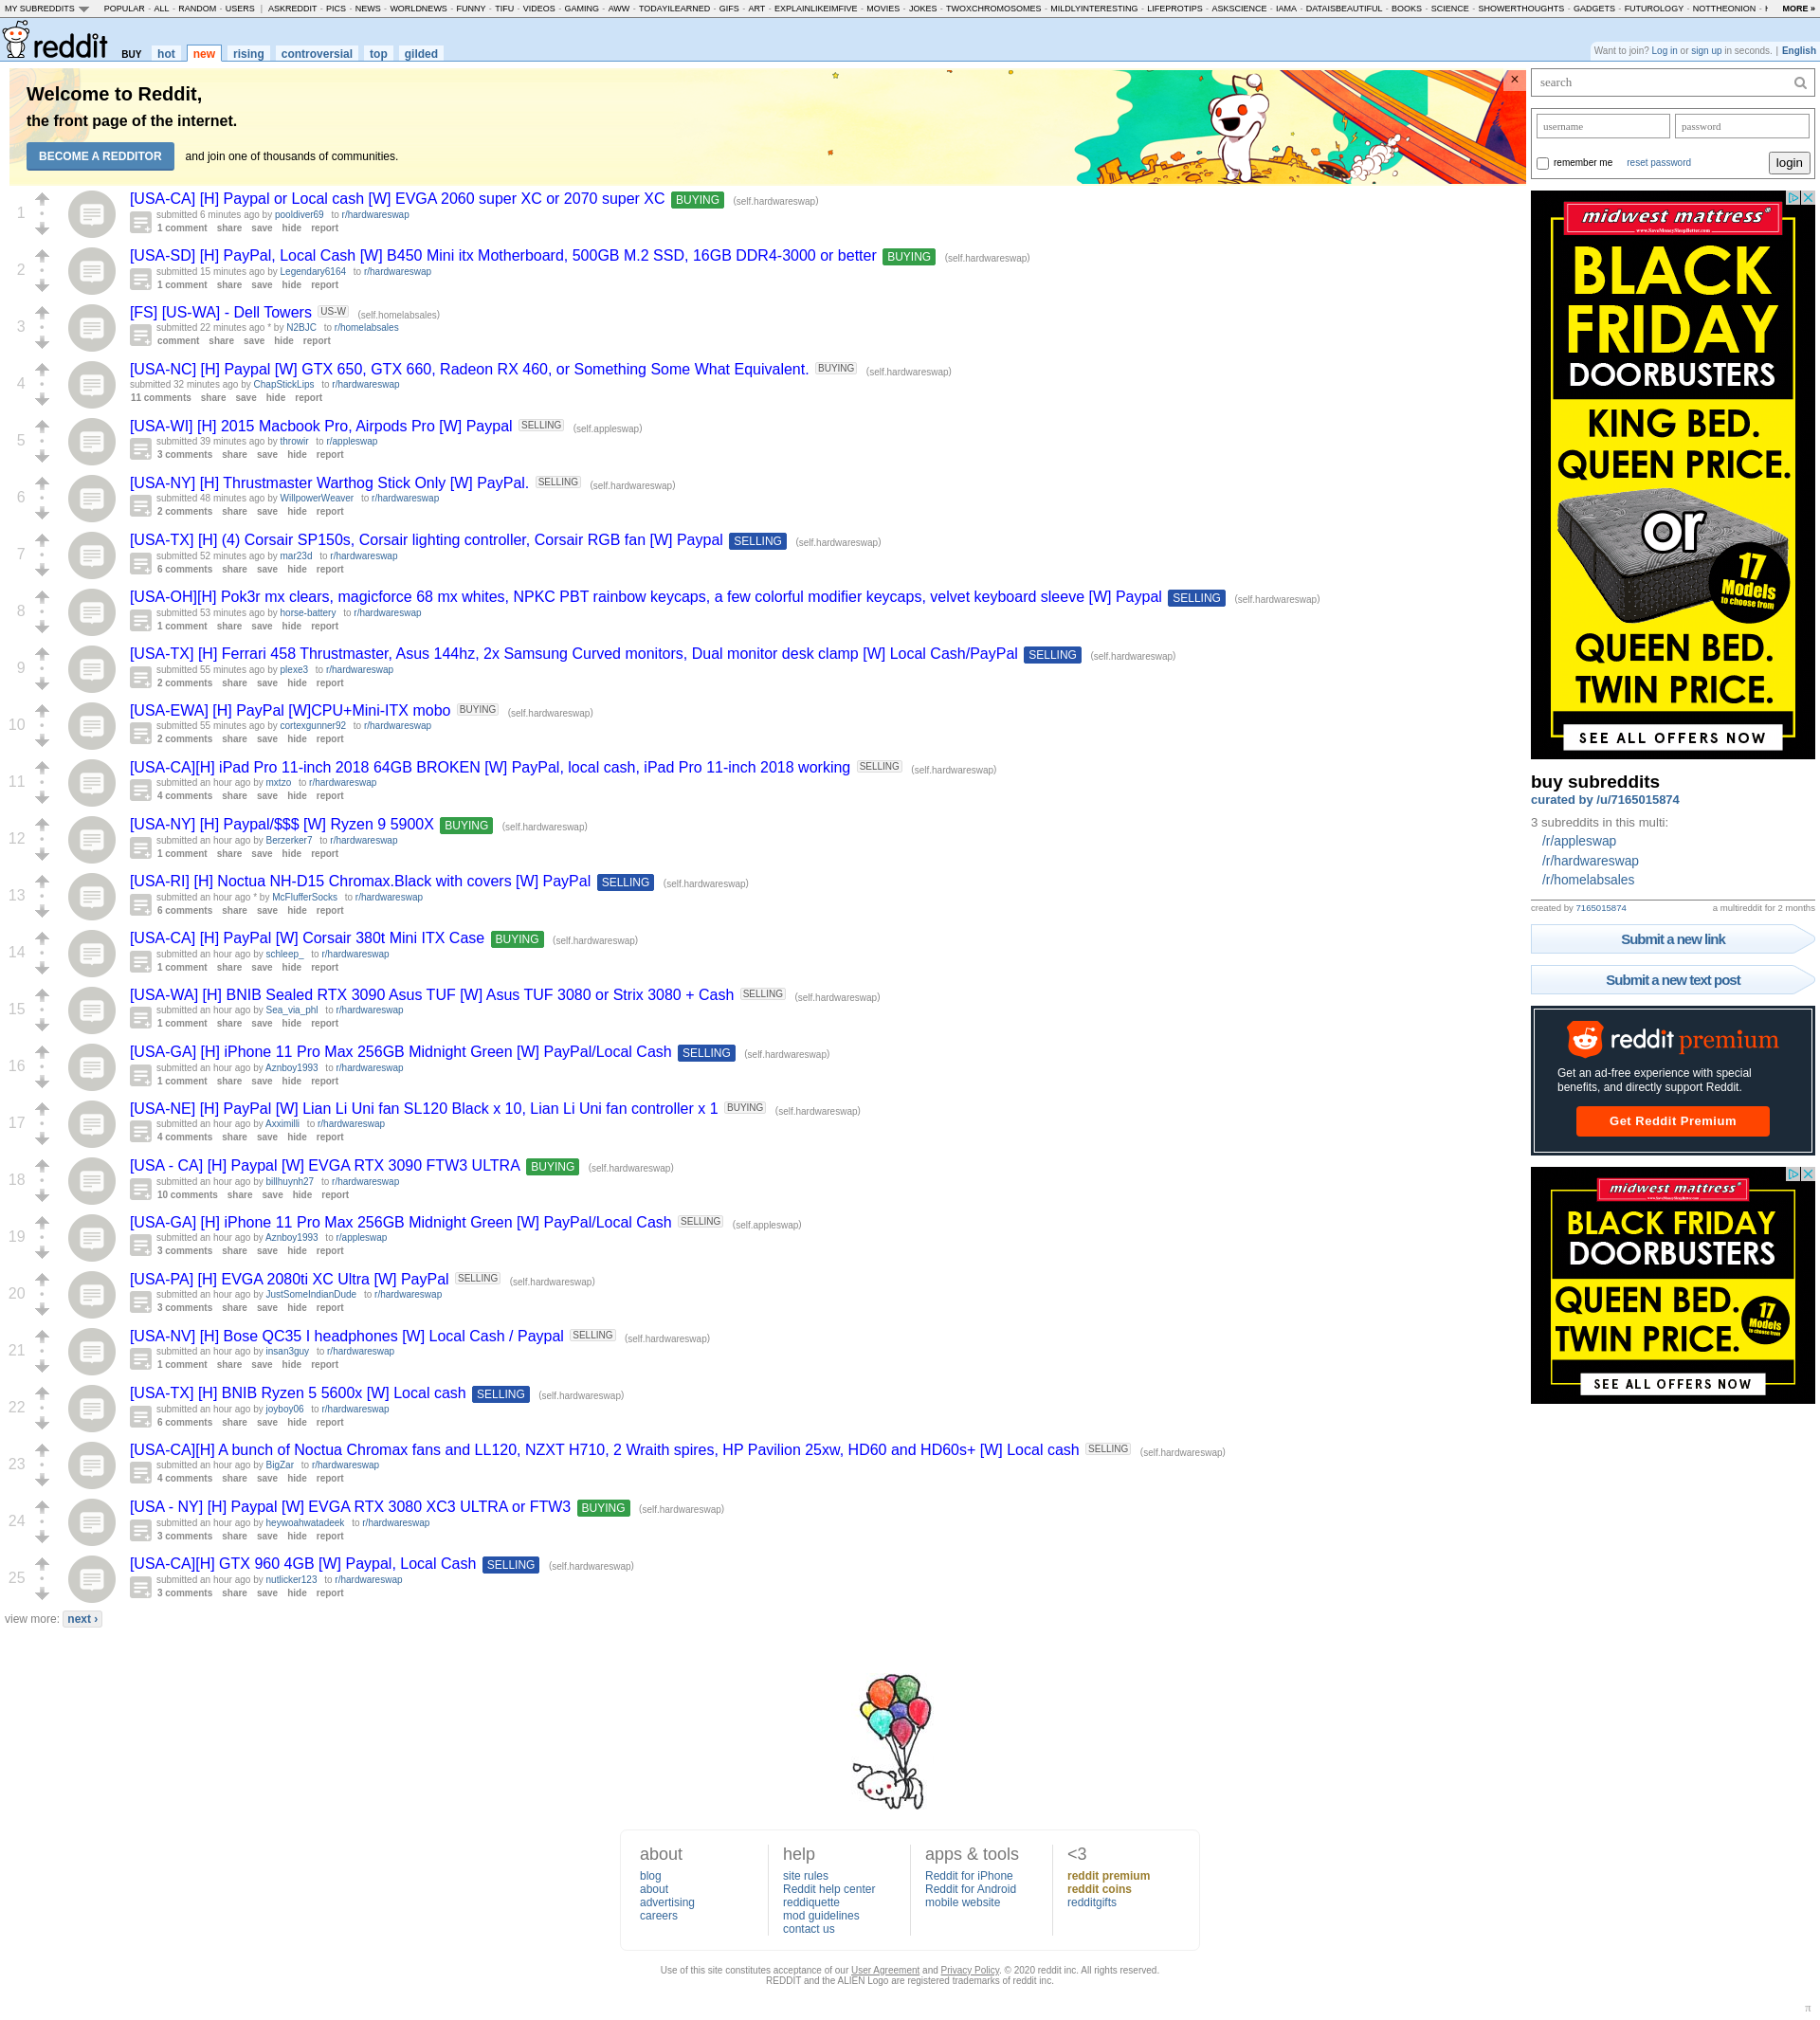 MY SUBREDDITS POPULAR - ALL - RANDOM - USERS | ASKREDDIT - PICS - NEWS - WORLDNEWS - FUNNY - TIFU - VIDEOS - GAMING - AWW - TODAYILEARNED - GIFS - ART - EXPLAINLIKEIMFIVE - MOVIES - JOKES - TWOXCHROMOSOMES - MILDLYINTERESTING - LIFEPROTIPS - ASKSCIENCE - IAMA - DATAISBEAUTIFUL - BOOKS - SCIENCE - SHOWERTHOUGHTS - GADGETS - FUTUROLOGY - NOTTHEONION - MORE »
reddit BUY hot new rising controversial top gilded
Want to join? Log in or sign up in seconds. | English
Welcome to Reddit,
the front page of the internet.
BECOME A REDDITOR and join one of thousands of communities.
×
1
[USA-CA] [H] Paypal or Local cash [W] EVGA 2060 super XC or 2070 super XC BUYING (self.hardwareswap)
submitted 6 minutes ago by pooldiver69 to r/hardwareswap
1 comment share save hide report
2
[USA-SD] [H] PayPal, Local Cash [W] B450 Mini itx Motherboard, 500GB M.2 SSD, 16GB DDR4-3000 or better BUYING (self.hardwareswap)
submitted 15 minutes ago by Legendary6164 to r/hardwareswap
1 comment share save hide report
3
[FS] [US-WA] - Dell Towers US-W (self.homelabsales)
submitted 22 minutes ago * by N2BJC to r/homelabsales
comment share save hide report
4
[USA-NC] [H] Paypal [W] GTX 650, GTX 660, Radeon RX 460, or Something Some What Equivalent. BUYING (self.hardwareswap)
submitted 32 minutes ago by ChapStickLips to r/hardwareswap
11 comments share save hide report
5
[USA-WI] [H] 2015 Macbook Pro, Airpods Pro [W] Paypal SELLING (self.appleswap)
submitted 39 minutes ago by throwir to r/appleswap
3 comments share save hide report
6
[USA-NY] [H] Thrustmaster Warthog Stick Only [W] PayPal. SELLING (self.hardwareswap)
submitted 48 minutes ago by WillpowerWeaver to r/hardwareswap
2 comments share save hide report
7
[USA-TX] [H] (4) Corsair SP150s, Corsair lighting controller, Corsair RGB fan [W] Paypal SELLING (self.hardwareswap)
submitted 52 minutes ago by mar23d to r/hardwareswap
6 comments share save hide report
8
[USA-OH][H] Pok3r mx clears, magicforce 68 mx whites, NPKC PBT rainbow keycaps, a few colorful modifier keycaps, velvet keyboard sleeve [W] Paypal SELLING (self.hardwareswap)
submitted 53 minutes ago by horse-battery to r/hardwareswap
1 comment share save hide report
9
[USA-TX] [H] Ferrari 458 Thrustmaster, Asus 144hz, 2x Samsung Curved monitors, Dual monitor desk clamp [W] Local Cash/PayPal SELLING (self.hardwareswap)
submitted 55 minutes ago by plexe3 to r/hardwareswap
2 comments share save hide report
10
[USA-EWA] [H] PayPal [W]CPU+Mini-ITX mobo BUYING (self.hardwareswap)
submitted 55 minutes ago by cortexgunner92 to r/hardwareswap
2 comments share save hide report
11
[USA-CA][H] iPad Pro 11-inch 2018 64GB BROKEN [W] PayPal, local cash, iPad Pro 11-inch 2018 working SELLING (self.hardwareswap)
submitted an hour ago by mxtzo to r/hardwareswap
4 comments share save hide report
12
[USA-NY] [H] Paypal/$$$ [W] Ryzen 9 5900X BUYING (self.hardwareswap)
submitted an hour ago by Berzerker7 to r/hardwareswap
1 comment share save hide report
13
[USA-RI] [H] Noctua NH-D15 Chromax.Black with covers [W] PayPal SELLING (self.hardwareswap)
submitted an hour ago * by McFlufferSocks to r/hardwareswap
6 comments share save hide report
14
[USA-CA] [H] PayPal [W] Corsair 380t Mini ITX Case BUYING (self.hardwareswap)
submitted an hour ago by schleep_ to r/hardwareswap
1 comment share save hide report
15
[USA-WA] [H] BNIB Sealed RTX 3090 Asus TUF [W] Asus TUF 3080 or Strix 3080 + Cash SELLING (self.hardwareswap)
submitted an hour ago by Sea_via_phl to r/hardwareswap
1 comment share save hide report
16
[USA-GA] [H] iPhone 11 Pro Max 256GB Midnight Green [W] PayPal/Local Cash SELLING (self.hardwareswap)
submitted an hour ago by Aznboy1993 to r/hardwareswap
1 comment share save hide report
17
[USA-NE] [H] PayPal [W] Lian Li Uni fan SL120 Black x 10, Lian Li Uni fan controller x 1 BUYING (self.hardwareswap)
submitted an hour ago by Axximilli to r/hardwareswap
4 comments share save hide report
18
[USA - CA] [H] Paypal [W] EVGA RTX 3090 FTW3 ULTRA BUYING (self.hardwareswap)
submitted an hour ago by billhuynh27 to r/hardwareswap
10 comments share save hide report
19
[USA-GA] [H] iPhone 11 Pro Max 256GB Midnight Green [W] PayPal/Local Cash SELLING (self.appleswap)
submitted an hour ago by Aznboy1993 to r/appleswap
3 comments share save hide report
20
[USA-PA] [H] EVGA 2080ti XC Ultra [W] PayPal SELLING (self.hardwareswap)
submitted an hour ago by JustSomeIndianDude to r/hardwareswap
3 comments share save hide report
21
[USA-NV] [H] Bose QC35 I headphones [W] Local Cash / Paypal SELLING (self.hardwareswap)
submitted an hour ago by insan3guy to r/hardwareswap
1 comment share save hide report
22
[USA-TX] [H] BNIB Ryzen 5 5600x [W] Local cash SELLING (self.hardwareswap)
submitted an hour ago by joyboy06 to r/hardwareswap
6 comments share save hide report
23
[USA-CA][H] A bunch of Noctua Chromax fans and LL120, NZXT H710, 2 Wraith spires, HP Pavilion 25xw, HD60 and HD60s+ [W] Local cash SELLING (self.hardwareswap)
submitted an hour ago by BigZar to r/hardwareswap
4 comments share save hide report
24
[USA - NY] [H] Paypal [W] EVGA RTX 3080 XC3 ULTRA or FTW3 BUYING (self.hardwareswap)
submitted an hour ago by heywoahwatadeek to r/hardwareswap
3 comments share save hide report
25
[USA-CA][H] GTX 960 4GB [W] Paypal, Local Cash SELLING (self.hardwareswap)
submitted an hour ago by nutlicker123 to r/hardwareswap
3 comments share save hide report
view more: next ›
search
username password
remember me reset password login
midwest mattress
www.SaveMoneySleepBetter.com
BLACK
FRIDAY
DOORBUSTERS
KING BED.
QUEEN PRICE.
or
17
Models
to choose from
QUEEN BED.
TWIN PRICE.
SEE ALL OFFERS NOW
buy subreddits
curated by /u/7165015874
3 subreddits in this multi:
/r/appleswap
/r/hardwareswap
/r/homelabsales
created by 7165015874 a multireddit for 2 months
Submit a new link
Submit a new text post
reddit premium
Get an ad-free experience with special
benefits, and directly support Reddit.
Get Reddit Premium
midwest mattress
BLACK FRIDAY
DOORBUSTERS
QUEEN BED.
TWIN PRICE.
17
Models
to choose from
SEE ALL OFFERS NOW
about
blog
about
advertising
careers
help
site rules
Reddit help center
reddiquette
mod guidelines
contact us
apps & tools
Reddit for iPhone
Reddit for Android
mobile website
<3
reddit premium
reddit coins
redditgifts
Use of this site constitutes acceptance of our User Agreement and Privacy Policy. © 2020 reddit inc. All rights reserved.
REDDIT and the ALIEN Logo are registered trademarks of reddit inc.
π